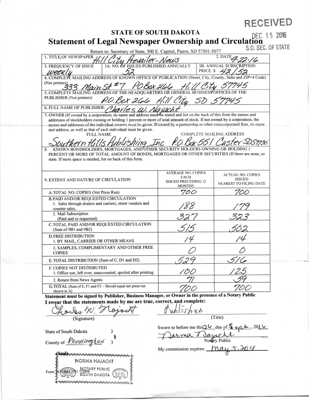 RECEIVED
DEC 15 2016
S.D. SEC. OF STATE
STATE OF SOUTH DAKOTA
Statement of Legal Newspaper Ownership and Circulation
Return to: Secretary of State, 500 E. Capitol, Pierre, SD 57501-5077
1. TITLE OF NEWSPAPER Hill City Prevailer-News
2. DATE 9-22-16
3. FREQUENCY OF ISSUE weekly
3A. NO. OF ISSUES PUBLISHED ANNUALLY 52
3B. ANNUAL SUBSCRIPTION PRICE $ 42/52
4. COMPLETE MAILING ADDRESS OF KNOWN OFFICE OF PUBLICATION (Street, City, County, State and ZIP+4 Code) (Not printers)
333 Main St #7 PO Box 266 Hill City 57745
5. COMPLETE MAILING ADDRESS OF THE HEADQUARTERS OF GENERAL BUSINESS OFFICES OF THE PUBLISHER (Not printer)
PO Box 266 Hill City SD 57745
6. FULL NAME OF PUBLISHER: Charles W. Najacht
7. OWNER (If owned by a corporation, its name and address must be stated and also the names and addresses of stockholders owning or holding 1 percent or more of total amount of stock. If not owned by a corporation, the names and addresses of the individual owners must be given. If owned by a partnership or other unincorporated firm, its name and address, as well as that of each individual must be given.
FULL NAME COMPLETE MAILING ADDRESS
Southern Hills Publishing, Inc PO Box 551 Custer SD 57730
8. KNOWN BONDHOLDERS, MORTGAGEES, AND OTHER SECURITY HOLDERS OWNING OR HOLDING 1 PERCENT OR MORE OF TOTAL AMOUNT OF BONDS, MORTGAGES OR OTHER SECURITIES (If there are none, so state. If more space is needed, list on back of this form.
9. EXTENT AND NATURE OF CIRCULATION
AVERAGE NO. COPIES EACH ISSUED PRECEDING 12 MONTHS
ACTUAL NO. COPIES ISSUED NEAREST TO FILING DATE
A. TOTAL NO. COPIES (Net Press Run) 700 700
B. PAID AND/OR REQUESTED CIRCULATION
1. Sales through dealers and carriers, street vendors and counter sales. 188 179
2. Mail Subscription (Paid and/or requested) 327 323
C. TOTAL PAID AND/OR REQUESTED CIRCULATION (Sum of 9B1 and 9B2) 515 502
D. FREE DISTRIBUTION
1. BY MAIL, CARRIER OR OTHER MEANS 14 14
2. SAMPLES, COMPLIMENTARY AND OTHER FREE COPIES 0 0
E. TOTAL DISTRIBUTION (Sum of C, D1 and D2) 529 516
F. COPIES NOT DISTRIBUTED
1. Office use, left over, unaccounted, spoiled after printing 100 125
2. Return from News Agents 71 59
G. TOTAL (Sum of E, F1 and F2 - Should equal net press run shown in A) 700 700
Statement must be signed by Publisher, Business Manager, or Owner in the presence of a Notary Public
I swear that the statements made by me are true, correct, and complete:
Charles W. Najacht Publisher
(Signature) (Title)
State of South Dakota )
County of Pennington )
Sworn to before me this 26 day of Sept, 2016
Norma Najacht
Notary Public
My commission expires: May 5, 2018
NORMA NAJACHT
NOTARY PUBLIC
SOUTH DAKOTA
SEAL